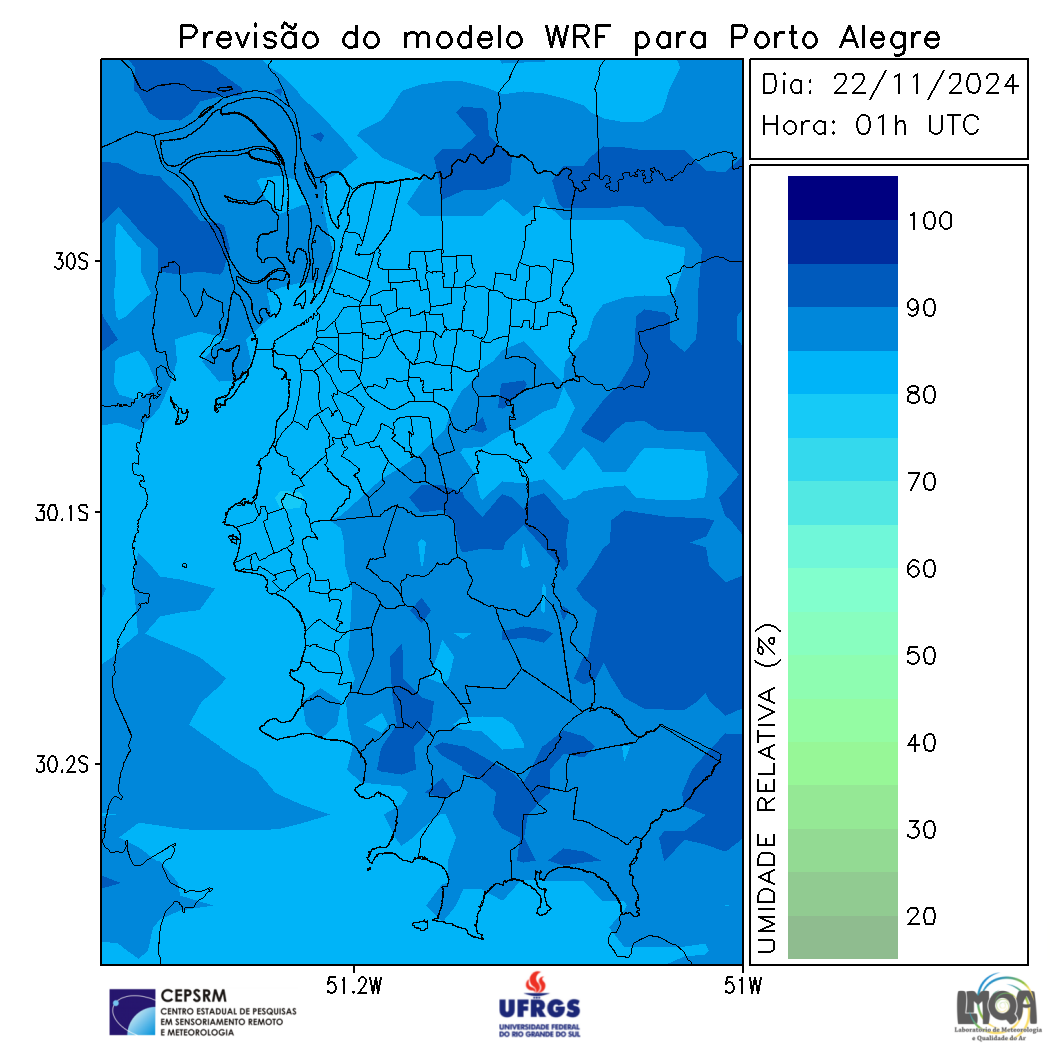 Previsão do modelo WRF para Porto Alegre
Dia: 22/11/2024
Hora: 01h UTC
30S
30.1S
30.2S
51.2W
51W
100
90
80
70
60
50
40
30
20
UMIDADE RELATIVA (%)
CEPSRM
CENTRO ESTADUAL DE PESQUISAS
EM SENSORIAMENTO REMOTO
E METEOROLOGIA
UFRGS
UNIVERSIDADE FEDERAL
DO RIO GRANDE DO SUL
LMQA
Laboratório de Meteorologia
e Qualidade do Ar